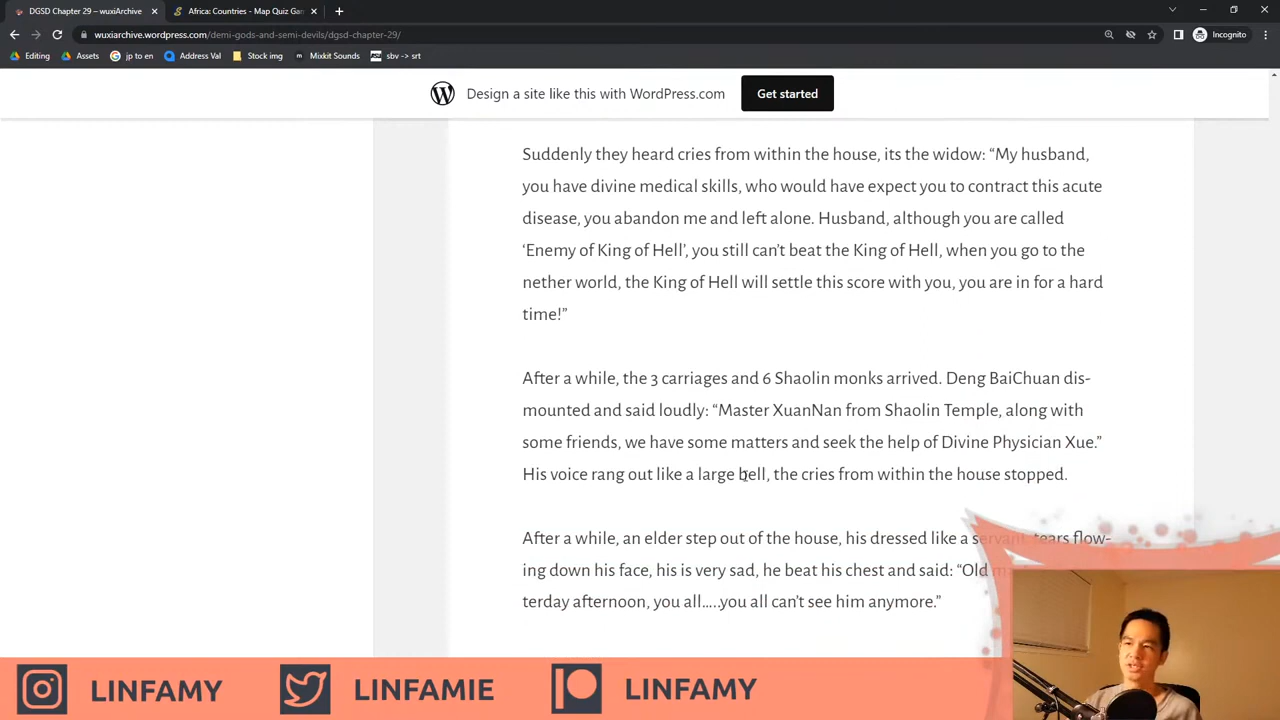 DGSD Chapter 29 – wuxiArchive
Africa: Countries - Map Quiz Gam
wuxiarchive.wordpress.com/demi-gods-and-semi-devils/dgsd-chapter-29/
Incognito
Editing
Assets
jp to en
Address Val
Stock img
Mixkit Sounds
sbv -> srt
Design a site like this with WordPress.com
Get started
Suddenly they heard cries from within the house, its the widow: “My husband,
you have divine medical skills, who would have expect you to contract this acute
disease, you abandon me and left alone. Husband, although you are called
‘Enemy of King of Hell’, you still can’t beat the King of Hell, when you go to the
nether world, the King of Hell will settle this score with you, you are in for a hard
time!”
After a while, the 3 carriages and 6 Shaolin monks arrived. Deng BaiChuan dis-
mounted and said loudly: “Master XuanNan from Shaolin Temple, along with
some friends, we have some matters and seek the help of Divine Physician Xue.”
His voice rang out like a large bell, the cries from within the house stopped.
After a while, an elder step out of the house, his dressed like a servant, tears flow-
ing down his face, his is very sad, he beat his chest and said: “Old
terday afternoon, you all…..you all can’t see him anymore.”
LINFAMY
LINFAMIE
LINFAMY